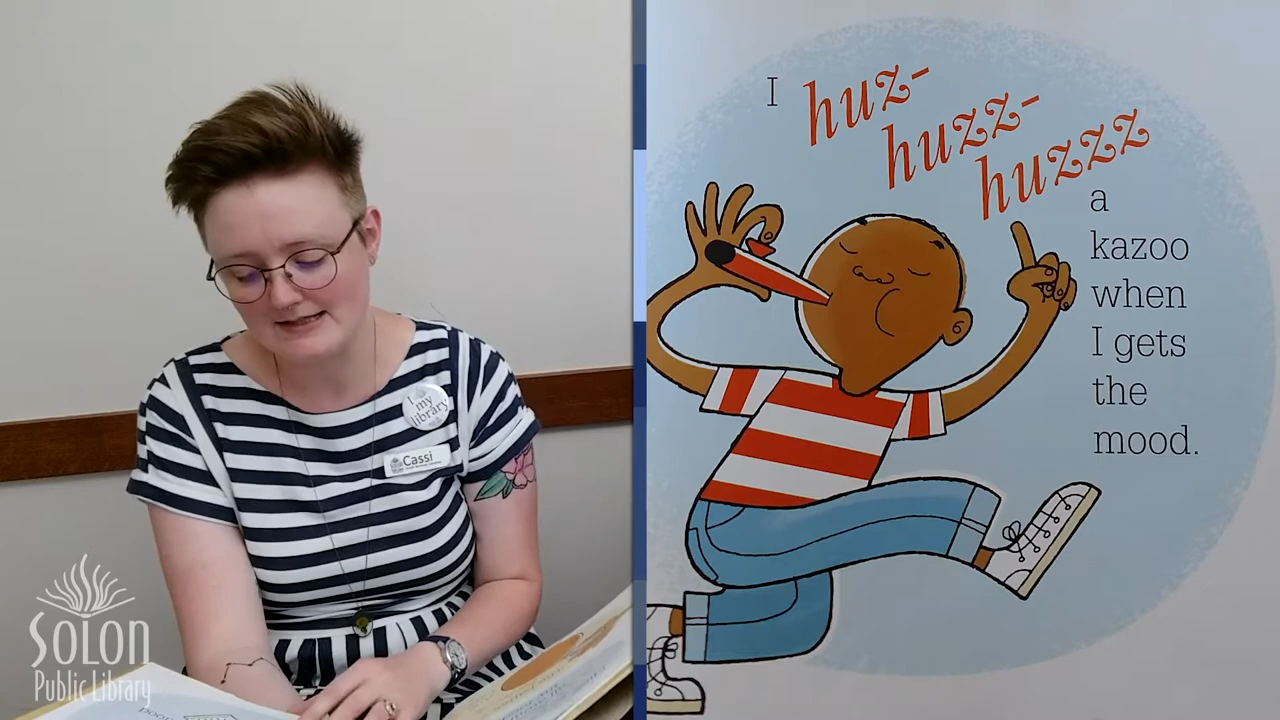 I huz-
huzz-
huzzz
a
kazoo
when
I gets
the
mood.
I my
library
Cassi
SOLON
Public Library